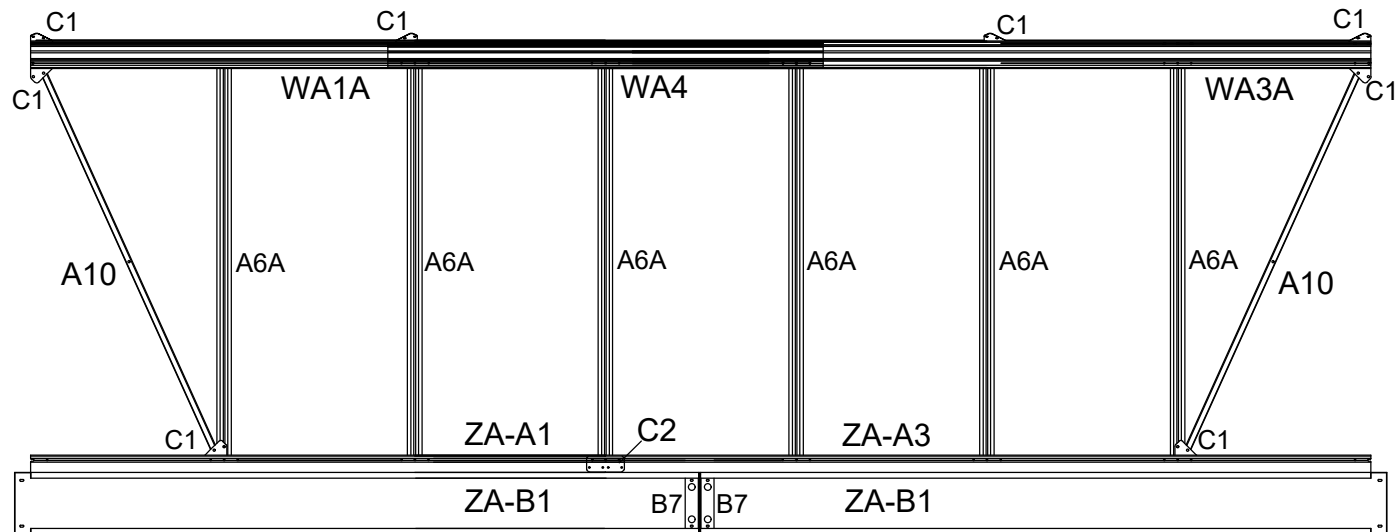 C1 C1 C1 C1
C1 WA1A WA4 WA3A C1
A10 A6A A6A A6A A6A A6A A6A A10
C1 ZA-A1 C2 ZA-A3 C1
ZA-B1 B7 B7 ZA-B1